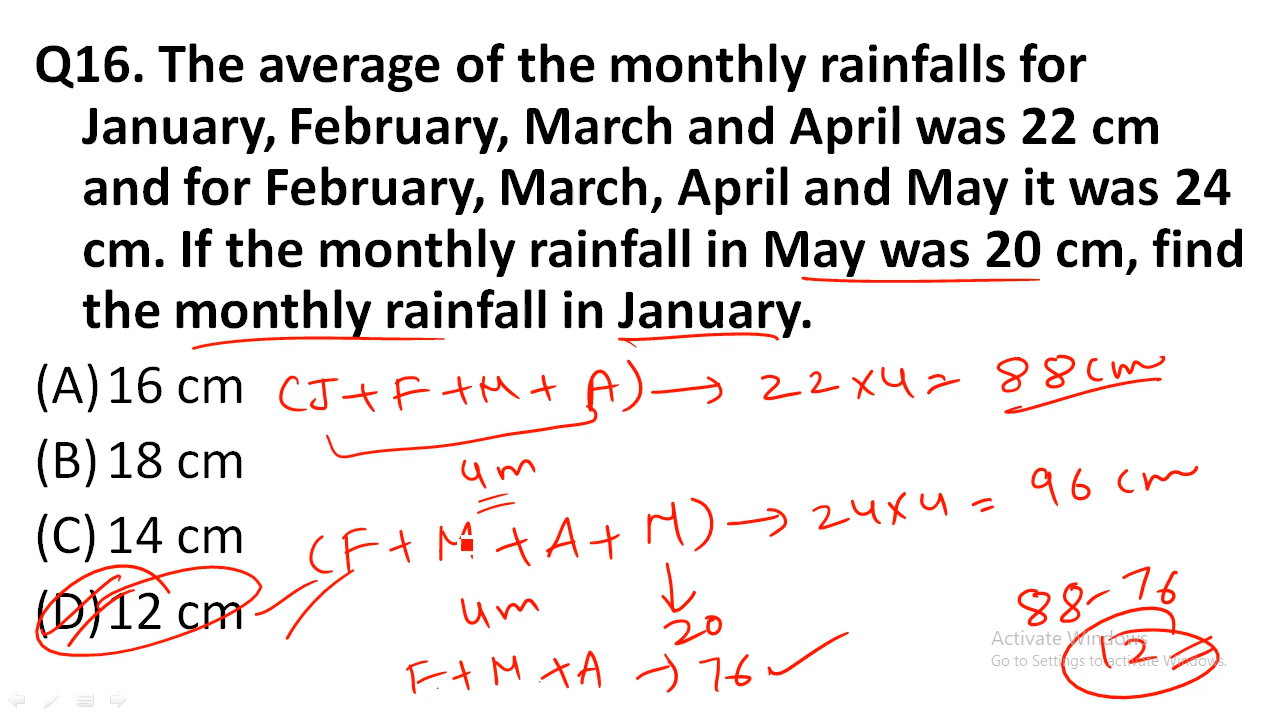 Q16. The average of the monthly rainfalls for
January, February, March and April was 22 cm
and for February, March, April and May it was 24
cm. If the monthly rainfall in May was 20 cm, find
the monthly rainfall in January.
(A) 16 cm
(J + F + M + A) → 22 × 4 = 88 cm
(B) 18 cm
4m
(C) 14 cm
(F + M + A + M) → 24 × 4 = 96 cm
(D) 12 cm
4m
20
88 - 76
Activate Windows
Go to Settings to activate Windows.
F + M + A → 76
12